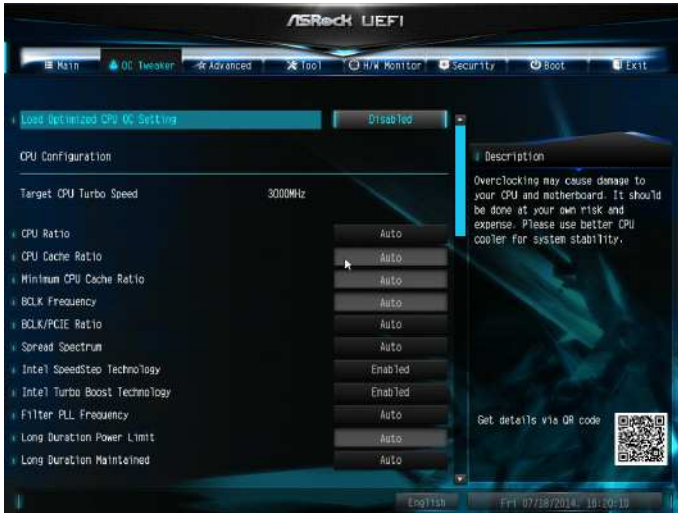 ASRock UEFI
Main OC Tweaker Advanced Tool H/W Monitor Security Boot Exit
Load Optimized CPU OC Setting Disabled
CPU Configuration
Target CPU Turbo Speed 3000MHz
CPU Ratio Auto
CPU Cache Ratio Auto
Minimum CPU Cache Ratio Auto
BCLK Frequency Auto
BCLK/PCIE Ratio Auto
Spread Spectrum Auto
Intel SpeedStep Technology Enabled
Intel Turbo Boost Technology Enabled
Filter PLL Frequency Auto
Long Duration Power Limit Auto
Long Duration Maintained Auto
Description
Overclocking may cause damage to
your CPU and motherboard. It should
be done at your own risk and
expense. Please use better CPU
cooler for system stability.
Get details via QR code
English Fri 07/18/2014, 16:20:10